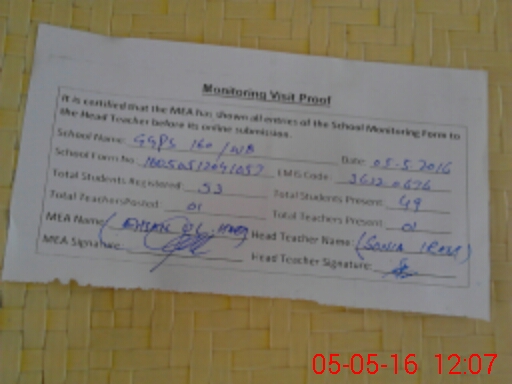 Monitoring Visit Proof
It is certified that the MEA has shown all entries of the School Monitoring Form to
the Head Teacher before its online submission.
School Name: GGPS 160/WB Date: 05-5 2016
School Form No: LMG Code:
Total Students Registered: 53 Total Students Present: 49
Total TeachersPosted: 01 Total Teachers Present 01
MEA Name: Head Teacher Name: (SONIA
MEA Signature: Head Teacher Signature:
05-05-16 12:07